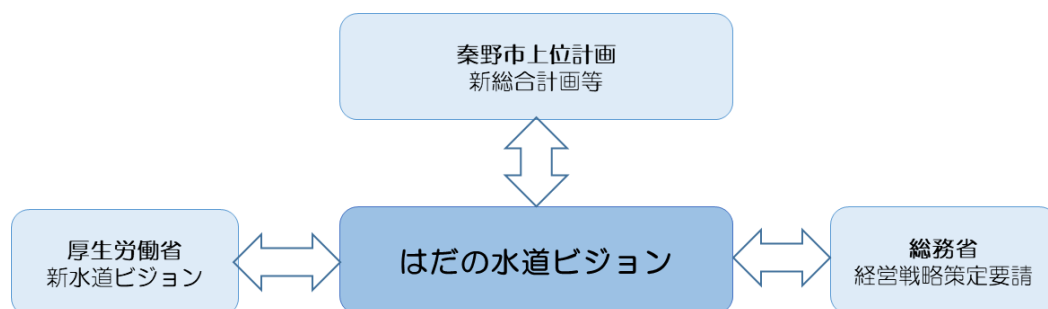 秦野市上位計画
新総合計画等
厚生労働省
新水道ビジョン
はだの水道ビジョン
総務省
経営戦略策定要請